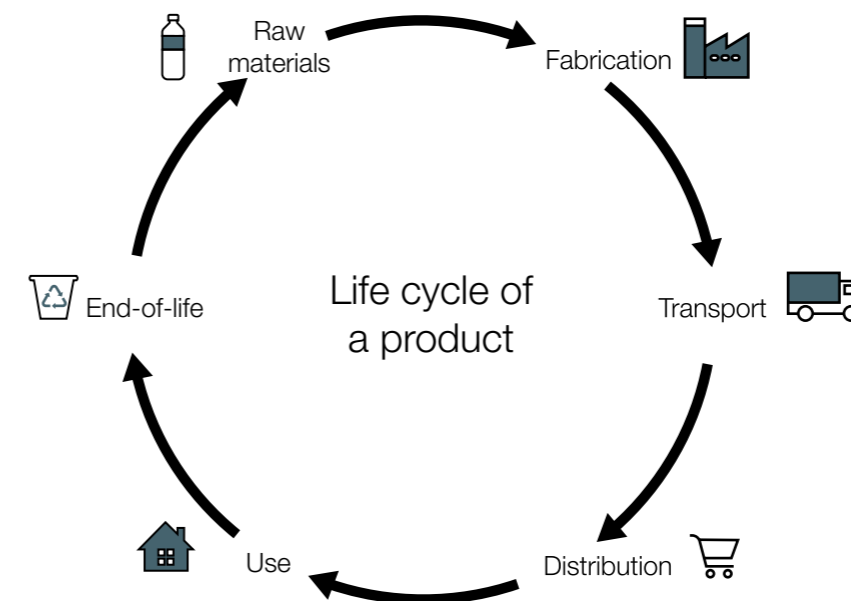 Raw
materials
Fabrication
Transport
Distribution
Use
End-of-life
Life cycle of
a product